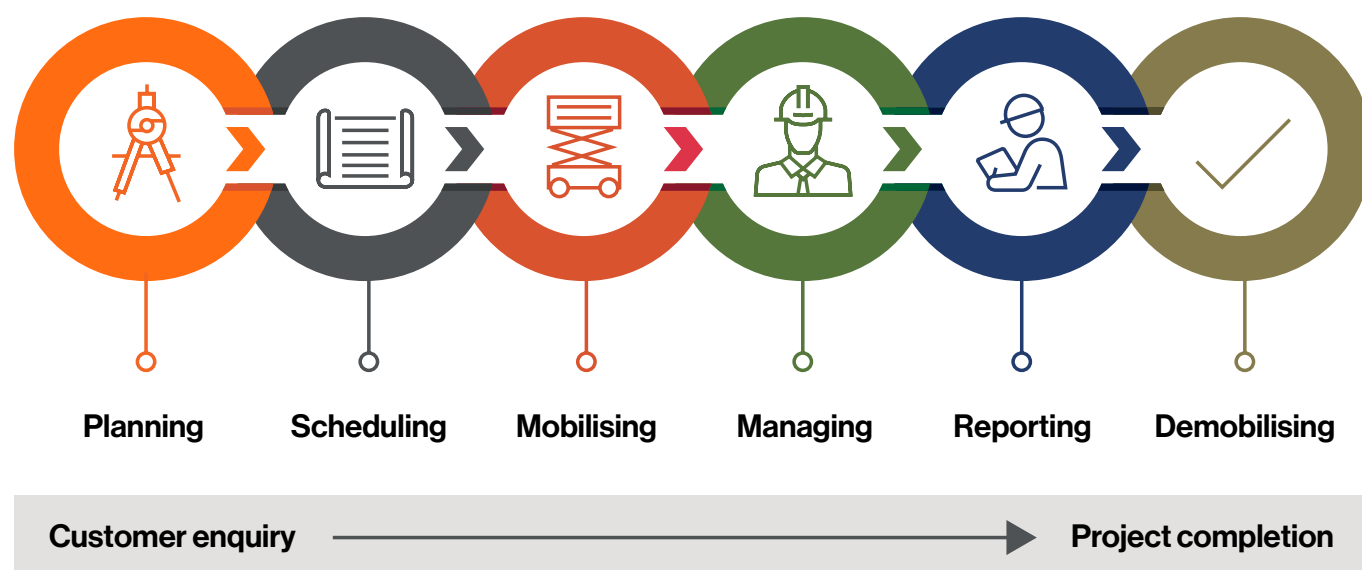 Planning
Scheduling
Mobilising
Managing
Reporting
Demobilising
Customer enquiry
Project completion